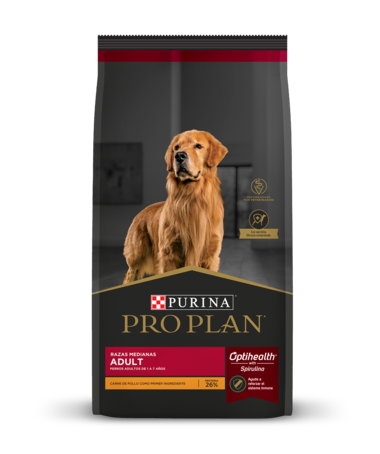 PURINA
PRO PLAN
RAZAS MEDIANAS
ADULT
PERROS ADULTOS DE 1 A 7 AÑOS
CARNE DE POLLO COMO PRIMER INGREDIENTE
26%
Optihealth
with
Spirulina
Ayuda a
reforzar el
sistema inmune